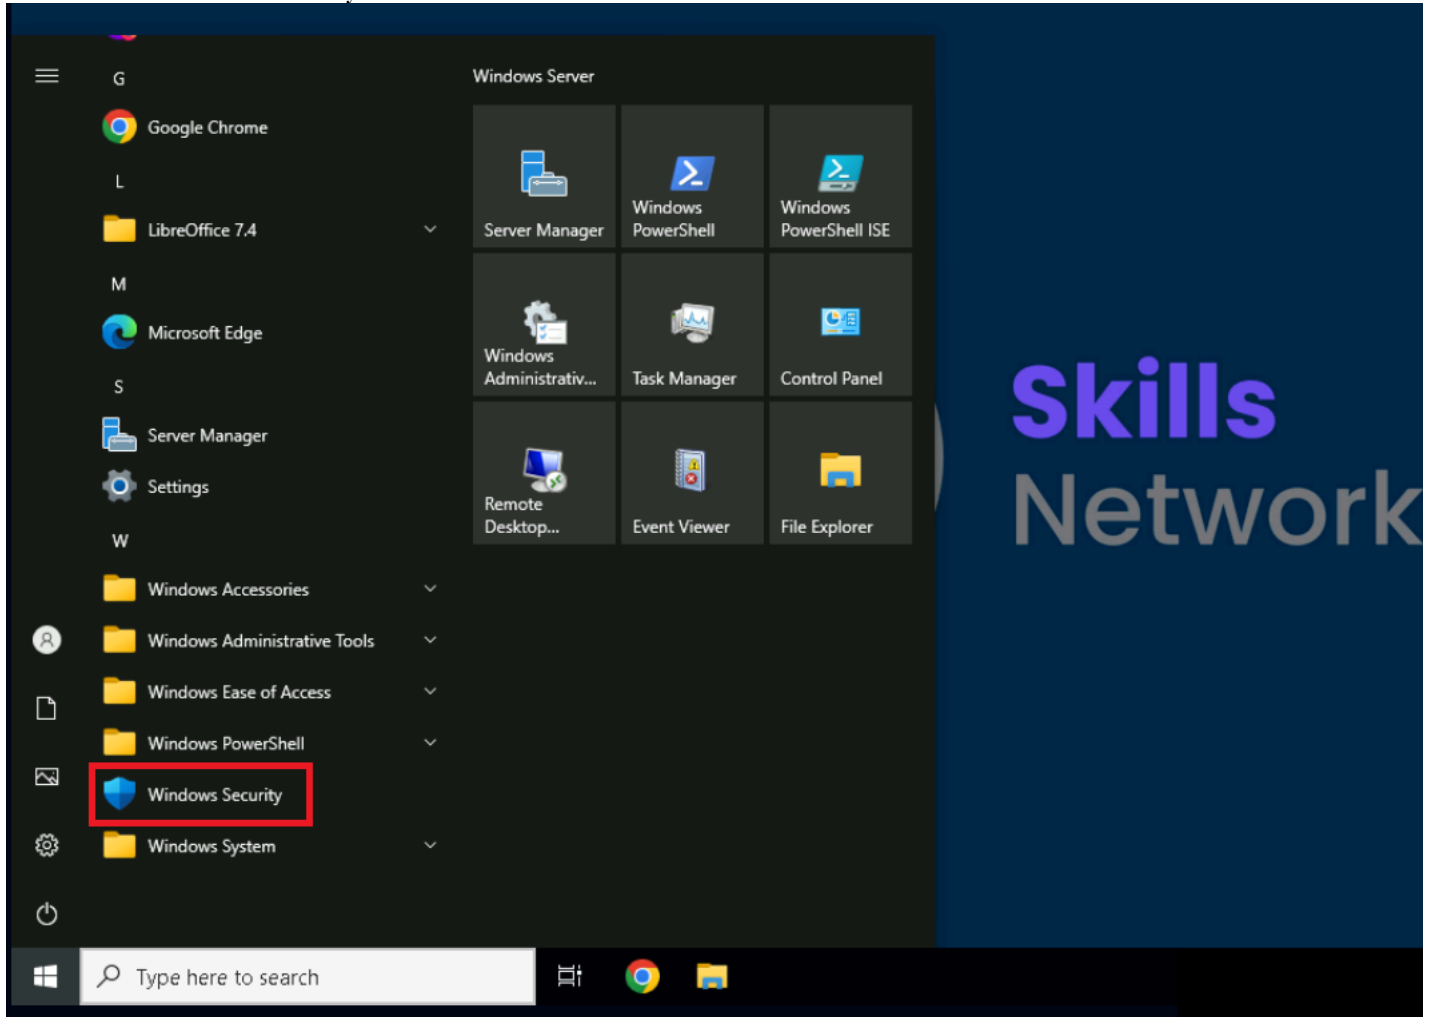 G
Google Chrome
L
LibreOffice 7.4
M
Microsoft Edge
S
Server Manager
Settings
W
Windows Accessories
Windows Administrative Tools
Windows Ease of Access
Windows PowerShell
Windows Security
Windows System
Windows Server
Server Manager
Windows
PowerShell
Windows
PowerShell ISE
Windows
Administrativ...
Task Manager
Control Panel
Remote
Desktop...
Event Viewer
File Explorer
Skills
Network
Type here to search